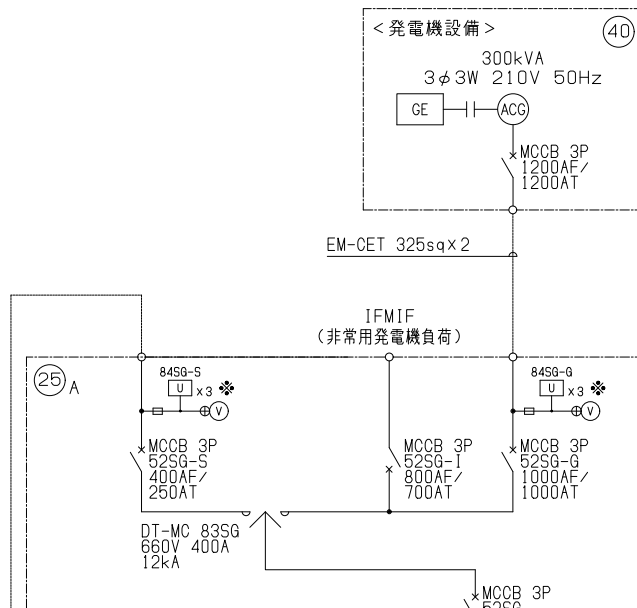 <発電機設備>
40
300kVA
3φ3W 210V 50Hz
GE
ACG
MCCB 3P
1200AF/
1200AT
EM-CET 325sq×2
IFMIF
(非常用発電機負荷)
25 A
84SG-S
U ×3 ※
V
84SG-G
U ×3 ※
V
MCCB 3P
52SG-S
400AF/
250AT
MCCB 3P
52SG-I
800AF/
700AT
MCCB 3P
52SG-G
1000AF/
1000AT
DT-MC 83SG
660V 400A
12kA
MCCB 3P
52SG